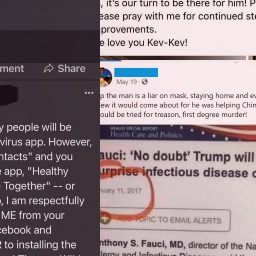 ment
Share
y people will be
virus app. However,
ntacts" and you
e app, "Healthy
Together" -- or
, I am respectfully
ME from your
cebook and
R to installing the
, it's our turn to be there for him! P
ease pray with me for continued ste
provements.
e love you Kev-Kev!
May 19
the man is a liar on mask, staying home and ev
ew it would come about for he was helping Chin
ould be tried for treason, first degree murder!
HEALIO SPECIAL REPORT
Health Care and Politics
auci: 'No doubt' Trump will
urprise infectious disease o
uary 11, 2017
ADD TOPIC TO EMAIL ALERTS
nthony S. Fauci, MD, director of the Na